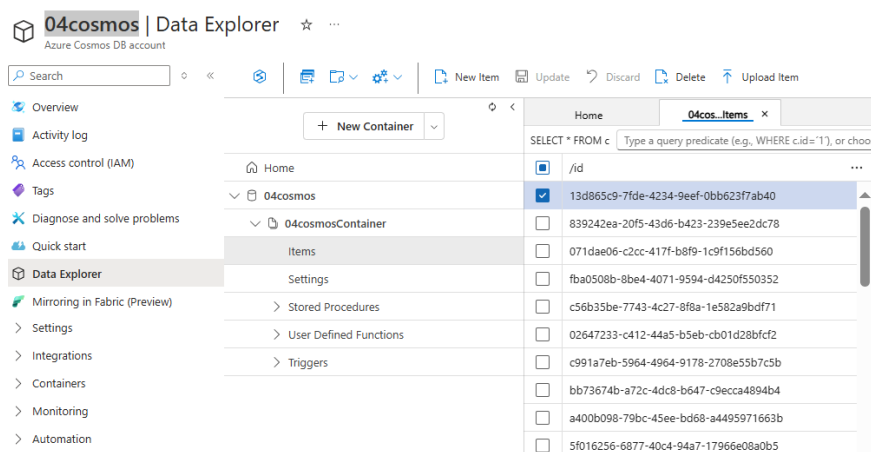 04cosmos | Data Explorer ☆ ...
Azure Cosmos DB account
Search
Overview
Activity log
Access control (IAM)
Tags
Diagnose and solve problems
Quick start
Data Explorer
Mirroring in Fabric (Preview)
Settings
Integrations
Containers
Monitoring
Automation
New Item Update Discard Delete Upload Item
+ New Container
Home
04cosmos
04cosmosContainer
Items
Settings
Stored Procedures
User Defined Functions
Triggers
Home 04cos...Items ×
SELECT * FROM c Type a query predicate (e.g., WHERE c.id='1'), or choo
/id ...
13d865c9-7fde-4234-9eef-0bb623f7ab40
839242ea-20f5-43d6-b423-239e5ee2dc78
071dae06-c2cc-417f-b8f9-1c9f156bd560
fba0508b-8be4-4071-9594-d4250f550352
c56b35be-7743-4c27-8f8a-1e582a9bdf71
02647233-c412-44a5-b5eb-cb01d28bfcf2
c991a7eb-5964-4964-9178-2708e55b7c5b
bb73674b-a72c-4dc8-b647-c9ecca4894b4
a400b098-79bc-45ee-bd68-a4495971663b
5f016256-6877-40c4-94a7-17966e08a0b5